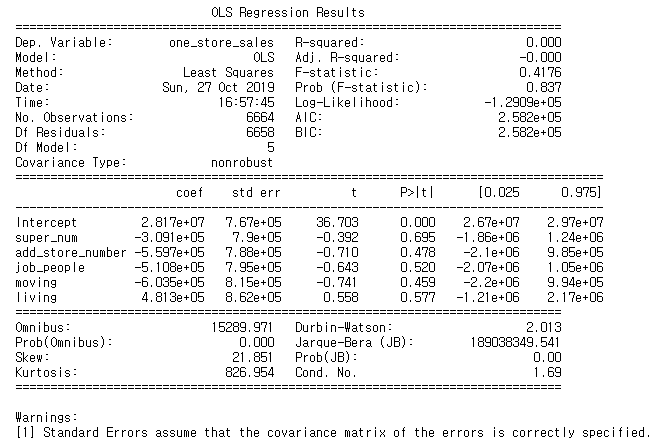 OLS Regression Results
==============================================================================
Dep. Variable: one_store_sales R-squared: 0.000
Model: OLS Adj. R-squared: -0.000
Method: Least Squares F-statistic: 0.4176
Date: Sun, 27 Oct 2019 Prob (F-statistic): 0.837
Time: 16:57:45 Log-Likelihood: -1.2909e+05
No. Observations: 6664 AIC: 2.582e+05
Df Residuals: 6658 BIC: 2.582e+05
Df Model: 5
Covariance Type: nonrobust
====================================================================================
coef std err t P>|t| [0.025 0.975]
------------------------------------------------------------------------------------
Intercept 2.817e+07 7.67e+05 36.703 0.000 2.67e+07 2.97e+07
super_num -3.091e+05 7.9e+05 -0.392 0.695 -1.86e+06 1.24e+06
add_store_number -5.597e+05 7.88e+05 -0.710 0.478 -2.1e+06 9.85e+05
job_people -5.108e+05 7.95e+05 -0.643 0.520 -2.07e+06 1.05e+06
moving -6.035e+05 8.15e+05 -0.741 0.459 -2.2e+06 9.94e+05
living 4.813e+05 8.62e+05 0.558 0.577 -1.21e+06 2.17e+06
==============================================================================
Omnibus: 15289.971 Durbin-Watson: 2.013
Prob(Omnibus): 0.000 Jarque-Bera (JB): 189038349.541
Skew: 21.851 Prob(JB): 0.00
Kurtosis: 826.954 Cond. No. 1.69
==============================================================================
Warnings:
[1] Standard Errors assume that the covariance matrix of the errors is correctly specified.